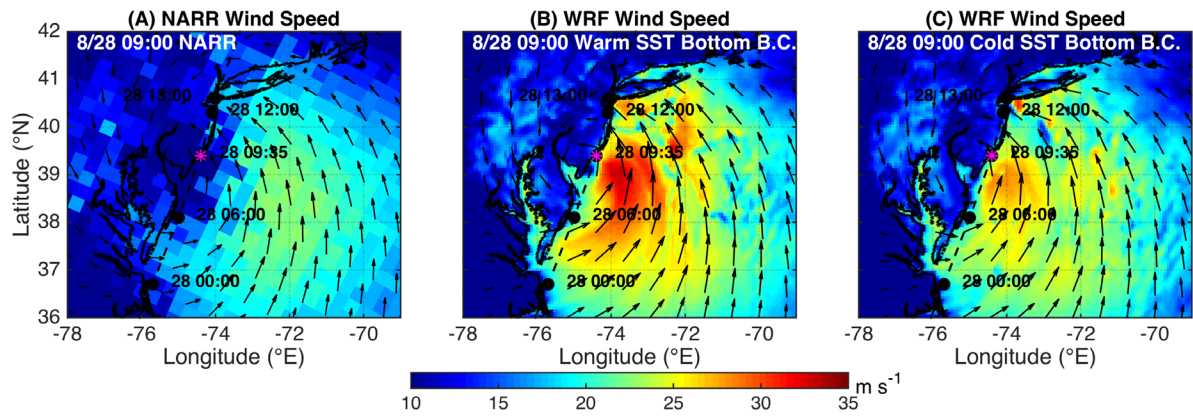 (A) NARR Wind Speed
(B) WRF Wind Speed
(C) WRF Wind Speed
8/28 09:00 NARR
8/28 09:00 Warm SST Bottom B.C.
8/28 09:00 Cold SST Bottom B.C.
42
41
40
39
38
37
36
Latitude (°N)
28 13:00
28 12:00
28 09:35
28 06:00
28 00:00
28 13:00
28 12:00
28 09:35
28 06:00
28 00:00
28 13:00
28 12:00
28 09:35
28 06:00
28 00:00
-78 -76 -74 -72 -70
-78 -76 -74 -72 -70
-78 -76 -74 -72 -70
Longitude (°E)
Longitude (°E)
Longitude (°E)
10 15 20 25 30 35
m s⁻¹